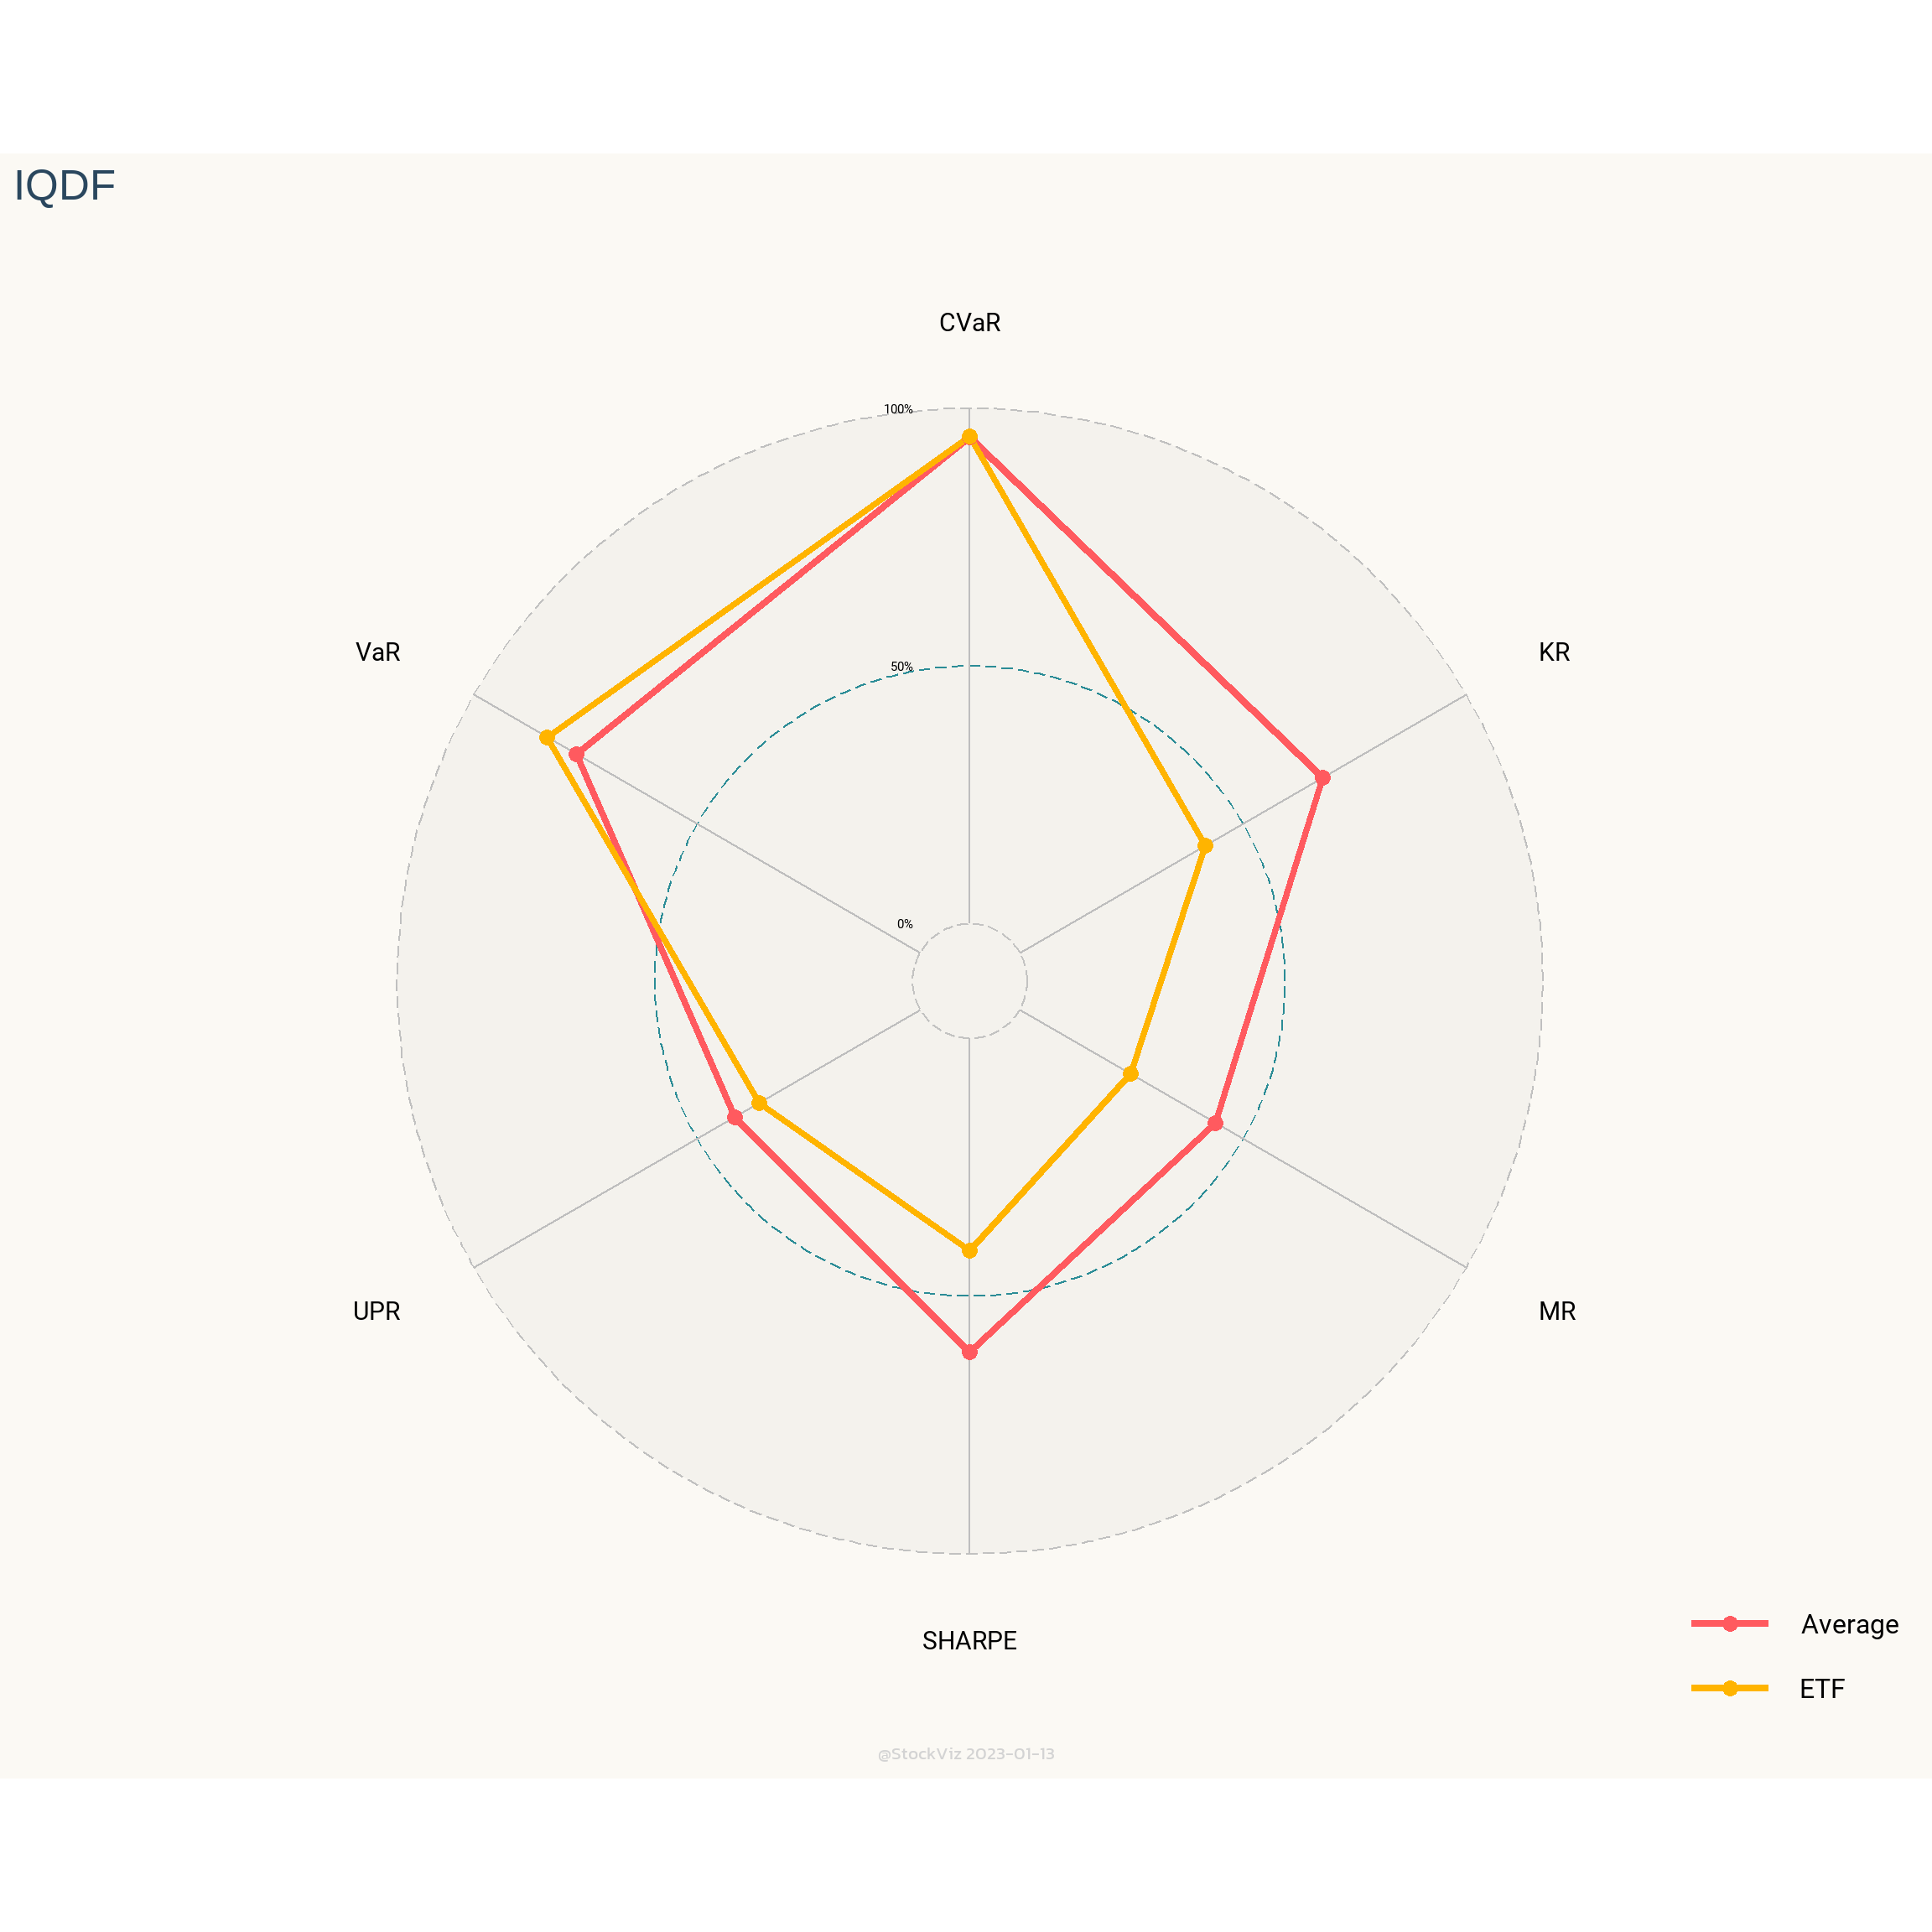 IQDF
CVaR
100%
VaR
KR
50%
0%
UPR
MR
SHARPE
Average
ETF
@StockViz 2023-01-13